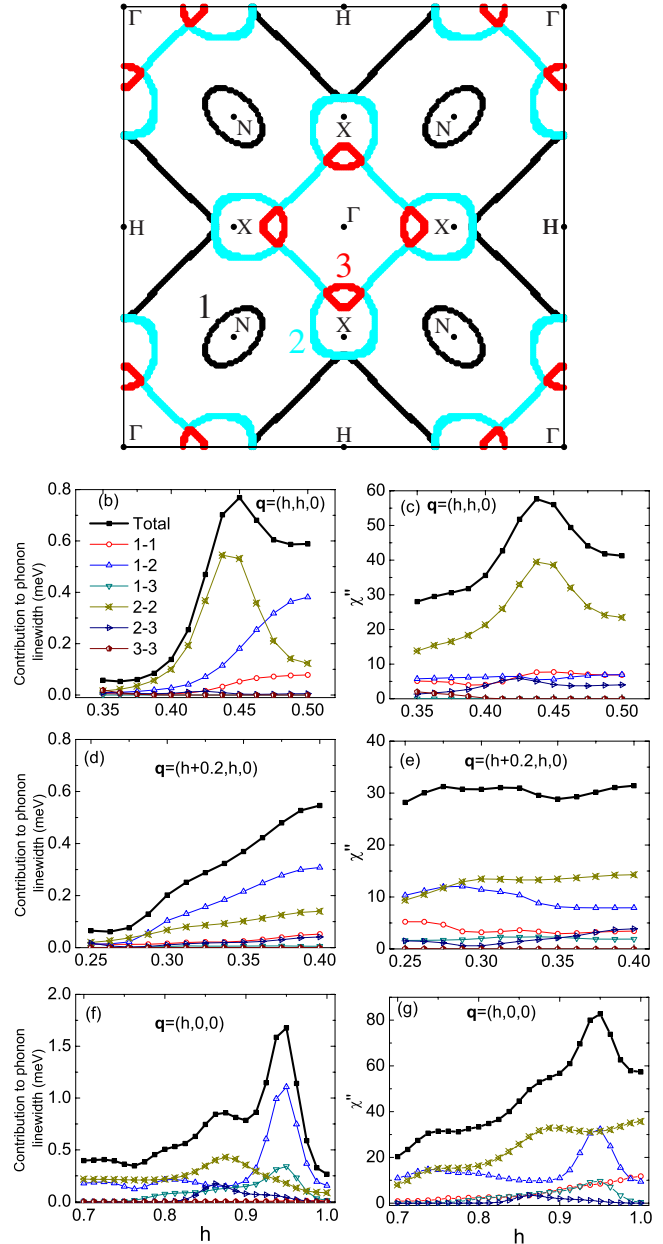 Γ H Γ
N X N
H X Γ X H
3
1 N X N
2
Γ H Γ
(b) q=(h,h,0)
Total
1-1
1-2
1-3
2-2
2-3
3-3
Contribution to phonon
linewidth (meV)
0.8
0.6
0.4
0.2
0.0
0.35 0.40 0.45 0.50
(c) q=(h,h,0)
χ''
60
50
40
30
20
10
0
0.35 0.40 0.45 0.50
(d) q=(h+0.2,h,0)
Contribution to phonon
linewidth (meV)
0.8
0.6
0.4
0.2
0.0
0.25 0.30 0.35 0.40
(e) q=(h+0.2,h,0)
χ''
40
30
20
10
0
0.25 0.30 0.35 0.40
(f) q=(h,0,0)
Contribution to phonon
linewidth (meV)
2.0
1.5
1.0
0.5
0.0
0.7 0.8 0.9 1.0
h
(g) q=(h,0,0)
χ''
80
60
40
20
0
0.7 0.8 0.9 1.0
h